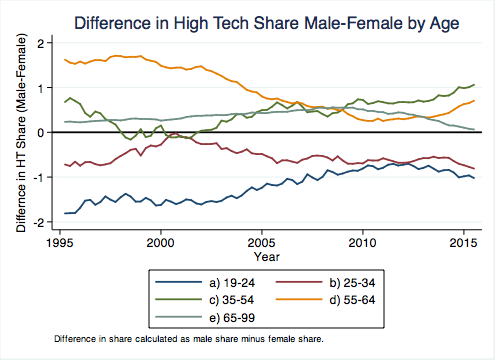 Difference in High Tech Share Male-Female by Age
Differnce in HT Share (Male-Female)
2
1
0
-1
-2
1995
2000
2005
2010
2015
Year
a) 19-24
b) 25-34
c) 35-54
d) 55-64
e) 65-99
Difference in share calculated as male share minus female share.